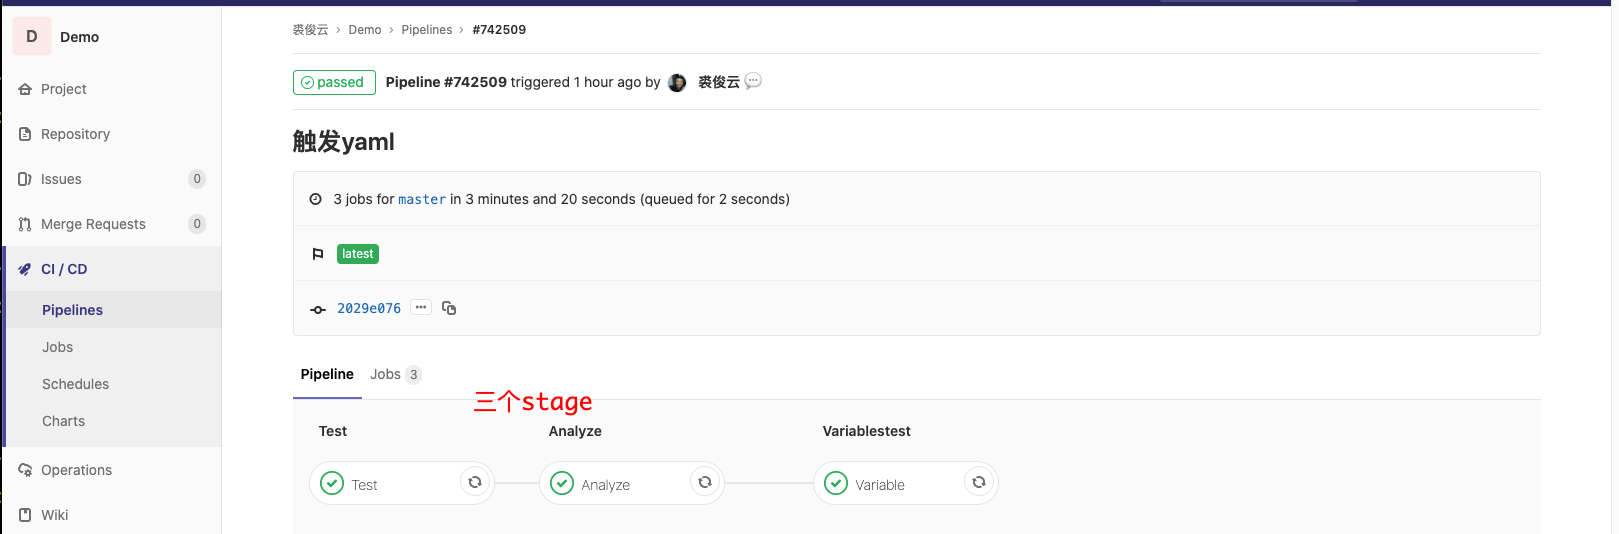 裘俊云 › Demo › Pipelines › #742509
D Demo
passed Pipeline #742509 triggered 1 hour ago by 裘俊云
Project
Repository
Issues 0
Merge Requests 0
CI / CD
Pipelines
Jobs
Schedules
Charts
Operations
Wiki
触发yaml
3 jobs for master in 3 minutes and 20 seconds (queued for 2 seconds)
latest
2029e076
Pipeline Jobs 3
三个stage
Test Analyze Variablestest
Test Analyze Variable